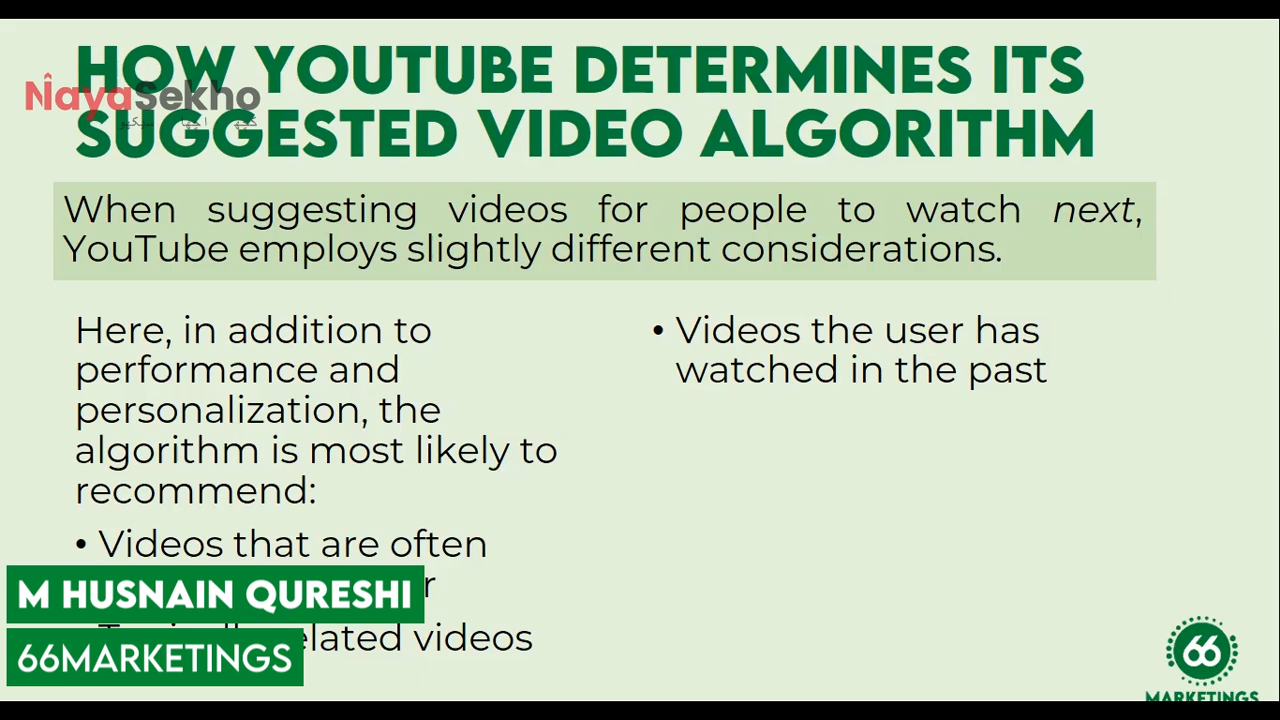 HOW YOUTUBE DETERMINES ITS
SUGGESTED VIDEO ALGORITHM
NayaSekho
When suggesting videos for people to watch next,
YouTube employs slightly different considerations.
Here, in addition to
performance and
personalization, the
algorithm is most likely to
recommend:
• Videos that are often
elated videos
• Videos the user has
watched in the past
M HUSNAIN QURESHI
66MARKETINGS
66
MARKETINGS